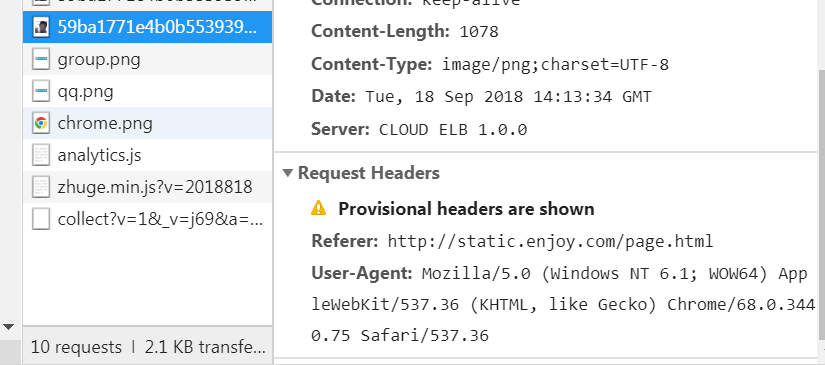 59ba1771e4b0b553939...
group.png
qq.png
chrome.png
analytics.js
zhuge.min.js?v=2018818
collect?v=1&_v=j69&a=...
10 requests | 2.1 KB transfe...
Connection: keep-alive
Content-Length: 1078
Content-Type: image/png;charset=UTF-8
Date: Tue, 18 Sep 2018 14:13:34 GMT
Server: CLOUD ELB 1.0.0
Request Headers
Provisional headers are shown
Referer: http://static.enjoy.com/page.html
User-Agent: Mozilla/5.0 (Windows NT 6.1; WOW64) App
leWebKit/537.36 (KHTML, like Gecko) Chrome/68.0.344
0.75 Safari/537.36